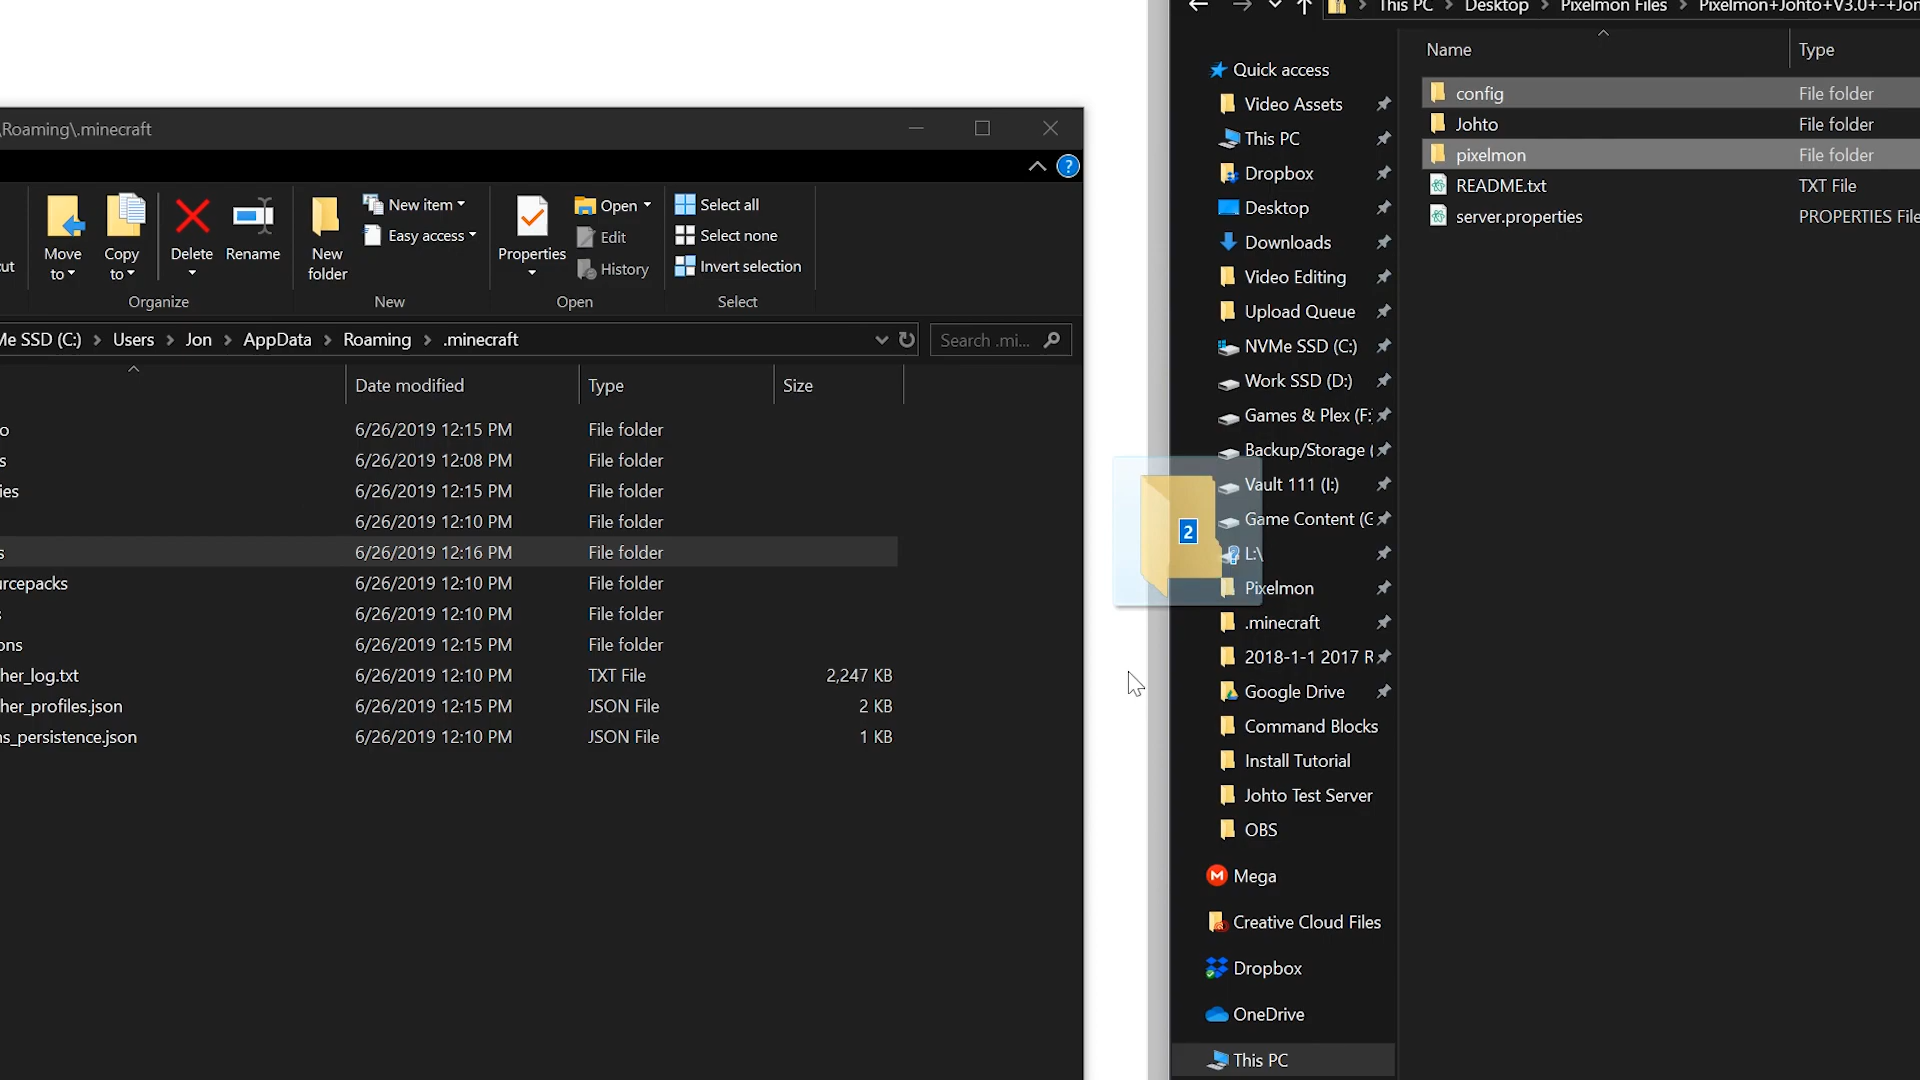 \Roaming\.minecraft
?
Move to
Copy to
Delete
Rename
Organize
New folder
New item
Easy access
New
Properties
Open
Edit
History
Open
Select all
Select none
Invert selection
Select
Me SSD (C:) > Users > Jon > AppData > Roaming > .minecraft
Search .mi...
Date modified Type Size
6/26/2019 12:15 PM File folder
6/26/2019 12:08 PM File folder
ies 6/26/2019 12:15 PM File folder
6/26/2019 12:10 PM File folder
s 6/26/2019 12:16 PM File folder
urcepacks 6/26/2019 12:10 PM File folder
6/26/2019 12:10 PM File folder
ons 6/26/2019 12:15 PM File folder
her_log.txt 6/26/2019 12:10 PM TXT File 2,247 KB
her_profiles.json 6/26/2019 12:15 PM JSON File 2 KB
ns_persistence.json 6/26/2019 12:10 PM JSON File 1 KB
2
This PC > Desktop > Pixelmon Files > Pixelmon+Johto+V3.0+-+Jon
Quick access
Video Assets
This PC
Dropbox
Desktop
Downloads
Video Editing
Upload Queue
NVMe SSD (C:)
Work SSD (D:)
Games & Plex (F:
Backup/Storage (
Vault 111 (I:)
Game Content (G
L:\
Pixelmon
.minecraft
2018-1-1 2017 R
Google Drive
Command Blocks
Install Tutorial
Johto Test Server
OBS
Mega
Creative Cloud Files
Dropbox
OneDrive
This PC
Name Type
config File folder
Johto File folder
pixelmon File folder
README.txt TXT File
server.properties PROPERTIES File